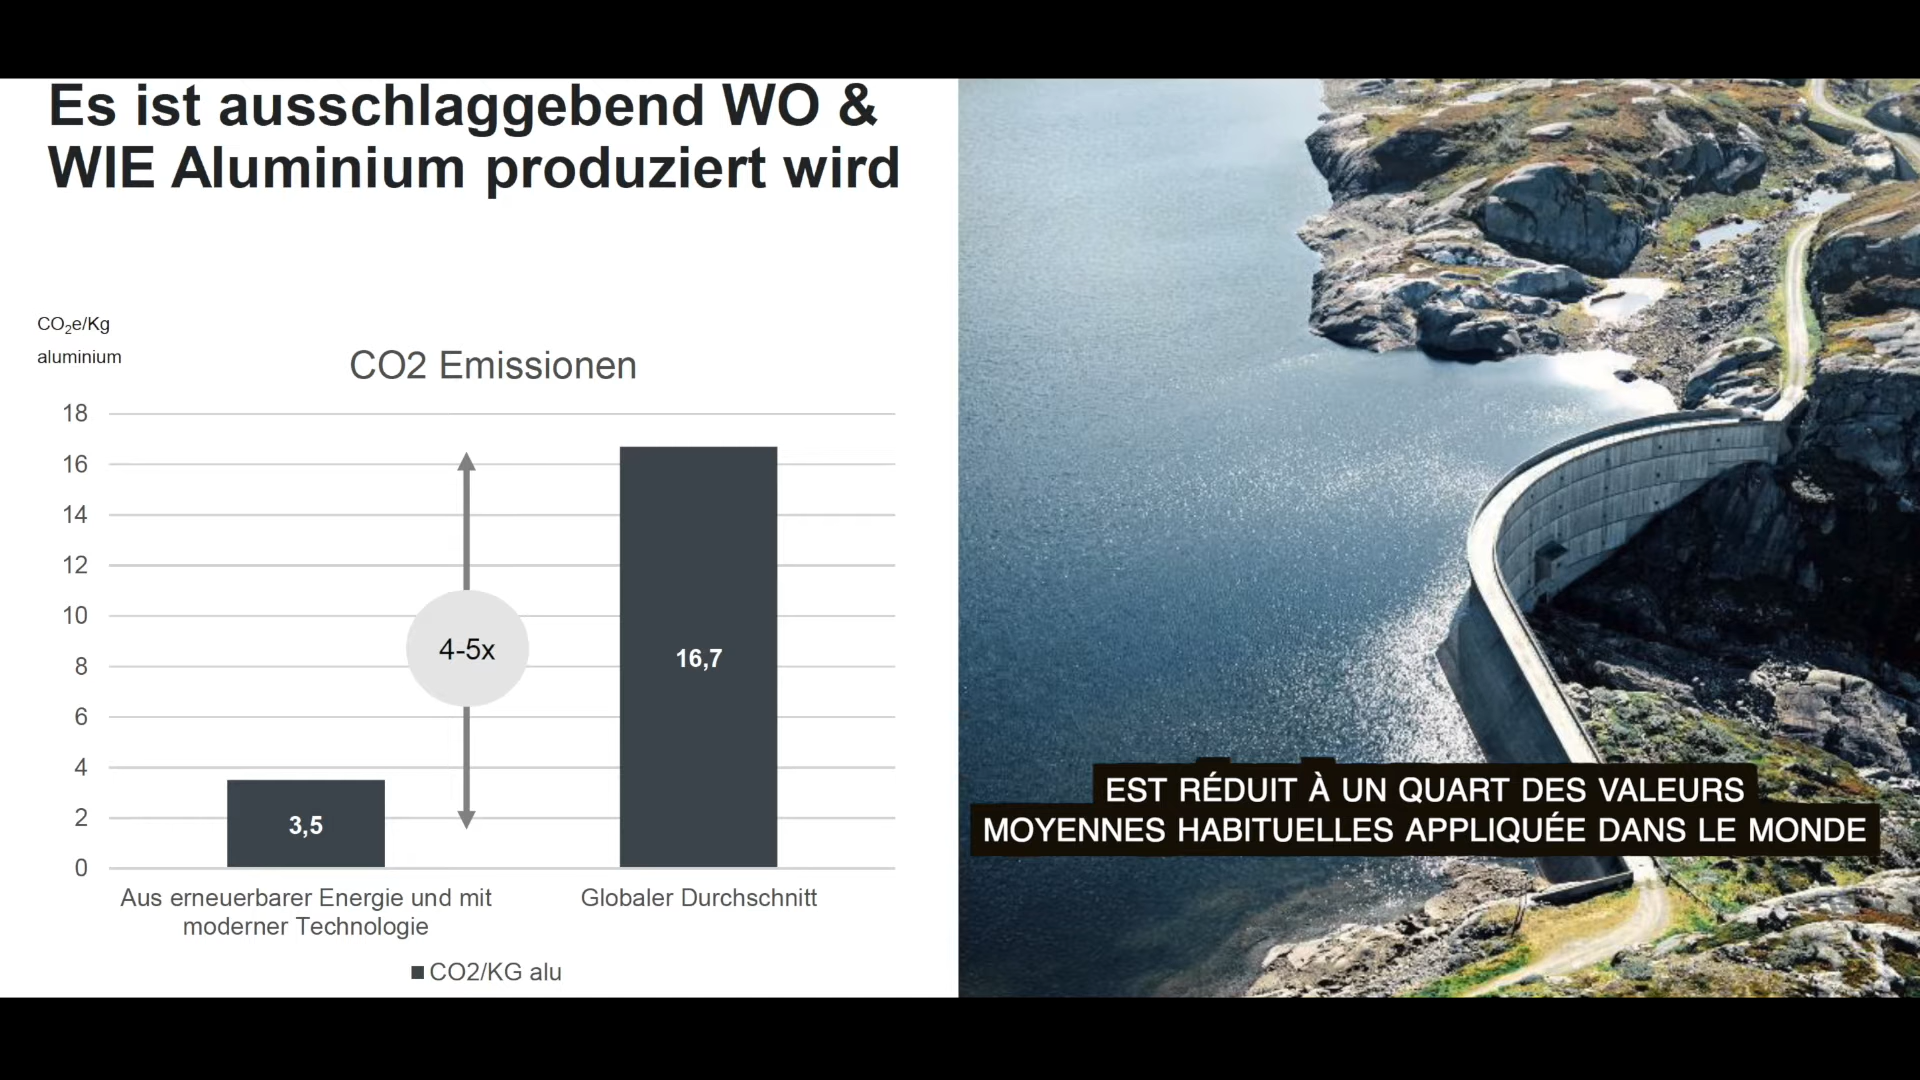 Es ist ausschlaggebend WO &
WIE Aluminium produziert wird
CO₂e/Kg
aluminium
CO2 Emissionen
18
16
14
12
10
8
6
4
2
0
4-5x
3,5
16,7
Aus erneuerbarer Energie und mit
moderner Technologie
Globaler Durchschnitt
CO2/KG alu
EST RÉDUIT À UN QUART DES VALEURS
MOYENNES HABITUELLES APPLIQUÉE DANS LE MONDE